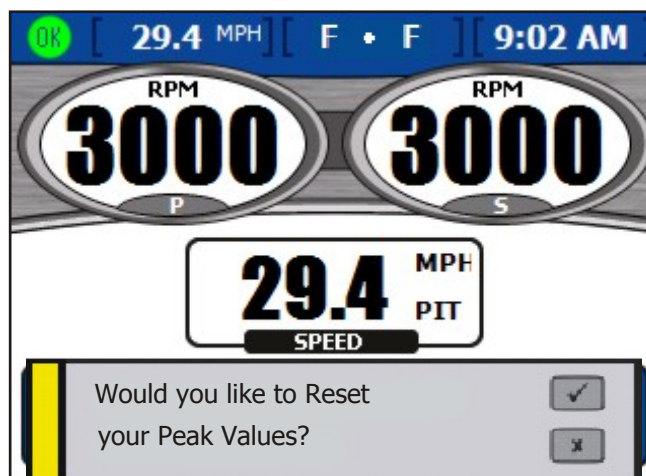 OK [ 29.4 MPH ] [ F • F ] [ 9:02 AM ]
RPM RPM
3000 3000
P S
29.4 MPH
PIT
SPEED
Would you like to Reset
your Peak Values?